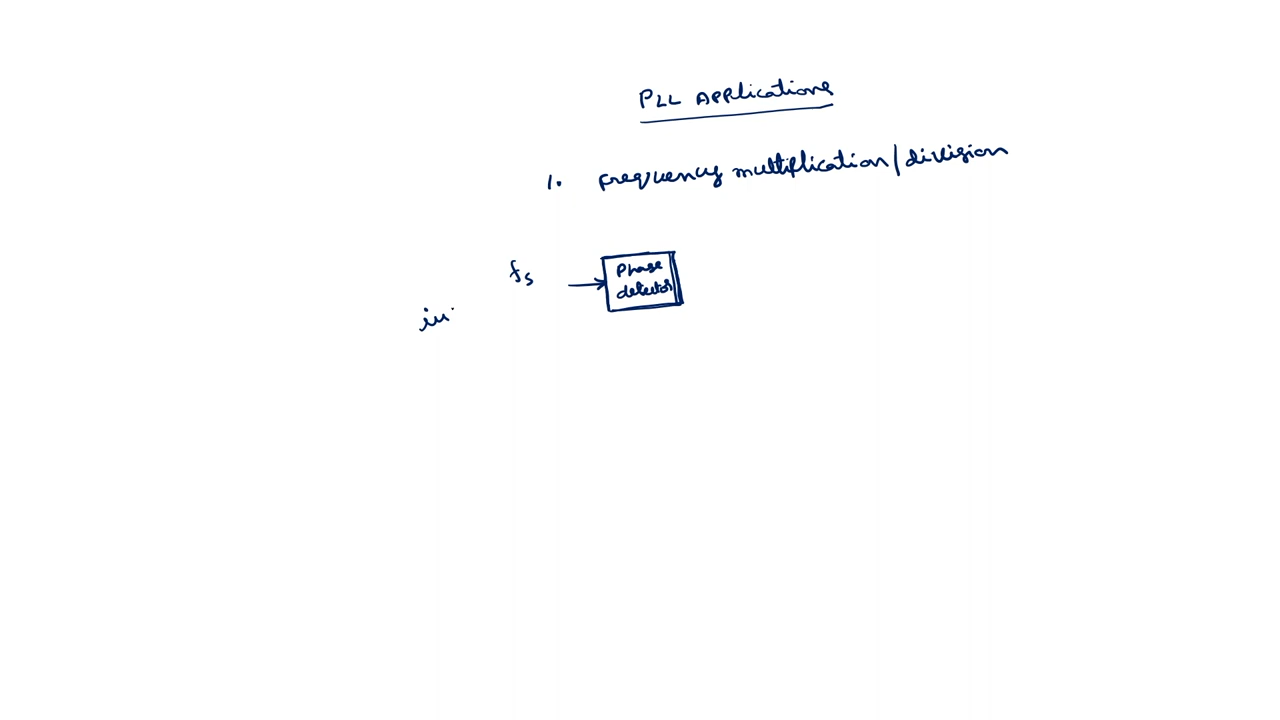 PLL Applications
1. Frequency multiplication/division
fs
Phase
detector